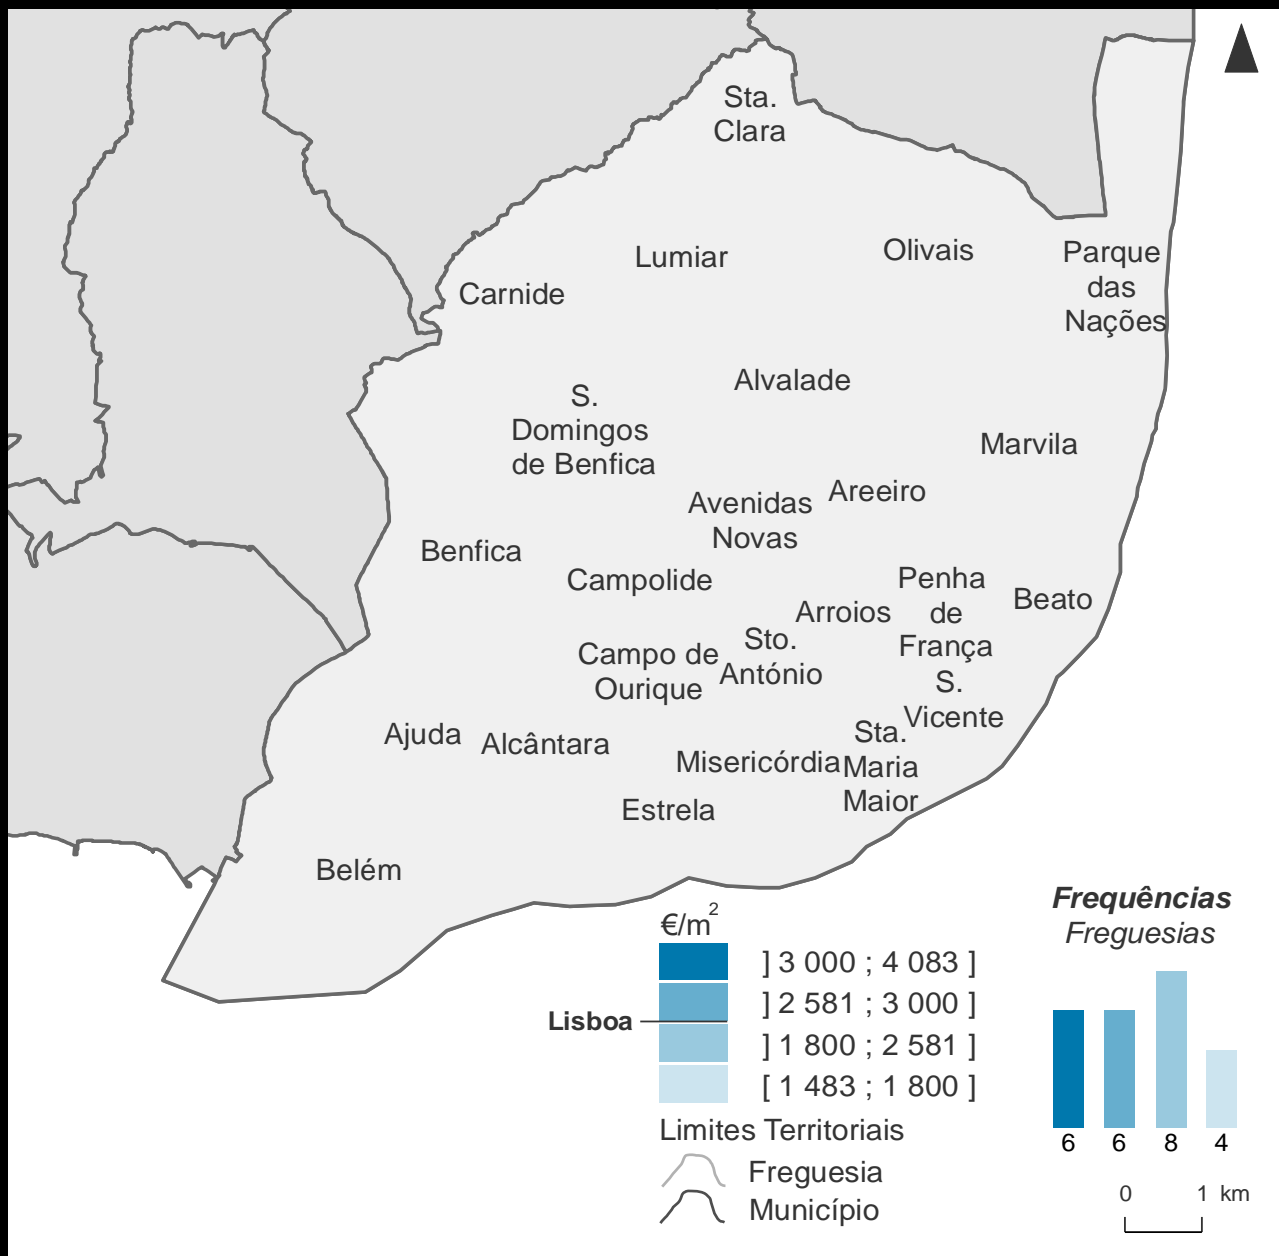 Sta.
Clara
Lumiar
Olivais
Parque
das
Nações
Carnide
Alvalade
S.
Domingos
de Benfica
Marvila
Areeiro
Avenidas
Novas
Benfica
Campolide
Penha
de
França
Beato
Arroios
Sto.
António
Campo de
Ourique
S.
Vicente
Ajuda
Alcântara
Sta.
Maria
Maior
Misericórdia
Estrela
Belém
€/m²
] 3 000 ; 4 083 ]
] 2 581 ; 3 000 ]
Lisboa
] 1 800 ; 2 581 ]
[ 1 483 ; 1 800 ]
Limites Territoriais
Freguesia
Município
Frequências
Freguesias
6 6 8 4
0 1 km